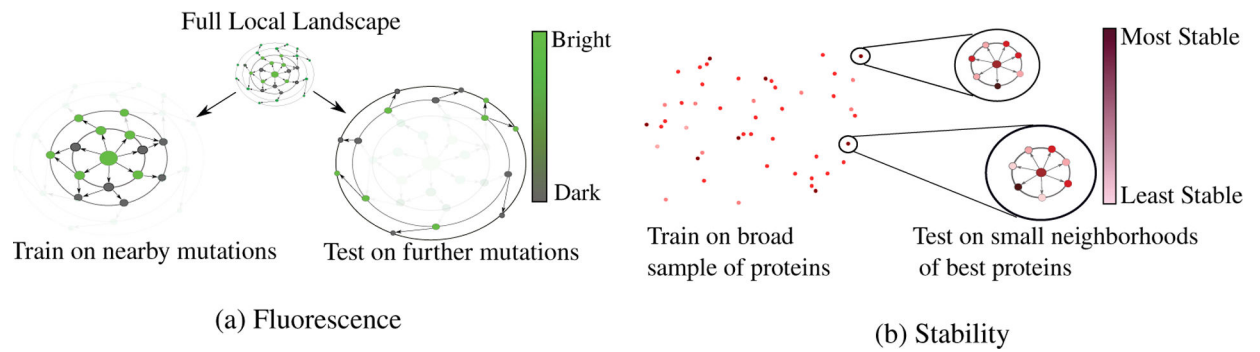 Full Local Landscape
Bright
Dark
Train on nearby mutations
Test on further mutations
(a) Fluorescence
Most Stable
Least Stable
Train on broad
sample of proteins
Test on small neighborhoods
of best proteins
(b) Stability